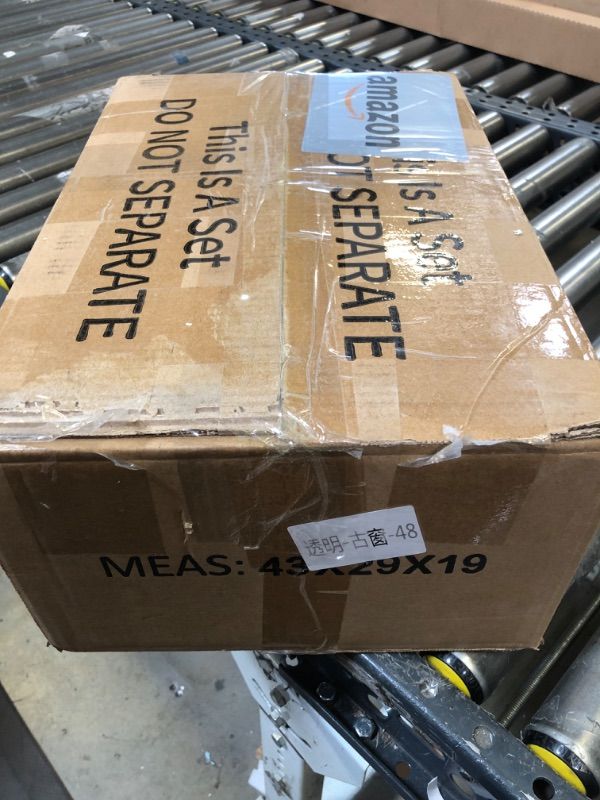 amazon
This Is A Set
DO NOT SEPARATE
Is A Set
OT SEPARATE
透明-古窗-48
MEAS: 43X29X19